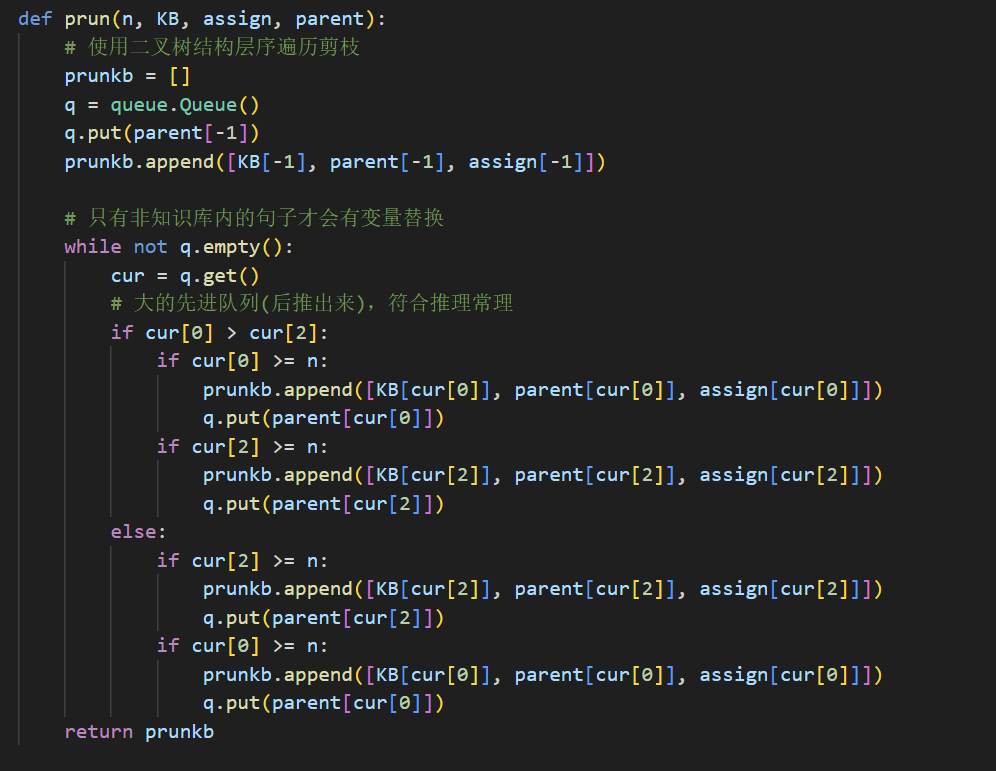 def prun(n, KB, assign, parent):
    # 使用二叉树结构层序遍历剪枝
    prunkb = []
    q = queue.Queue()
    q.put(parent[-1])
    prunkb.append([KB[-1], parent[-1], assign[-1]])

    # 只有非知识库内的句子才会有变量替换
    while not q.empty():
        cur = q.get()
        # 大的先进队列(后推出来)，符合推理常理
        if cur[0] > cur[2]:
            if cur[0] >= n:
                prunkb.append([KB[cur[0]], parent[cur[0]], assign[cur[0]]])
                q.put(parent[cur[0]])
            if cur[2] >= n:
                prunkb.append([KB[cur[2]], parent[cur[2]], assign[cur[2]]])
                q.put(parent[cur[2]])
        else:
            if cur[2] >= n:
                prunkb.append([KB[cur[2]], parent[cur[2]], assign[cur[2]]])
                q.put(parent[cur[2]])
            if cur[0] >= n:
                prunkb.append([KB[cur[0]], parent[cur[0]], assign[cur[0]]])
                q.put(parent[cur[0]])
    return prunkb